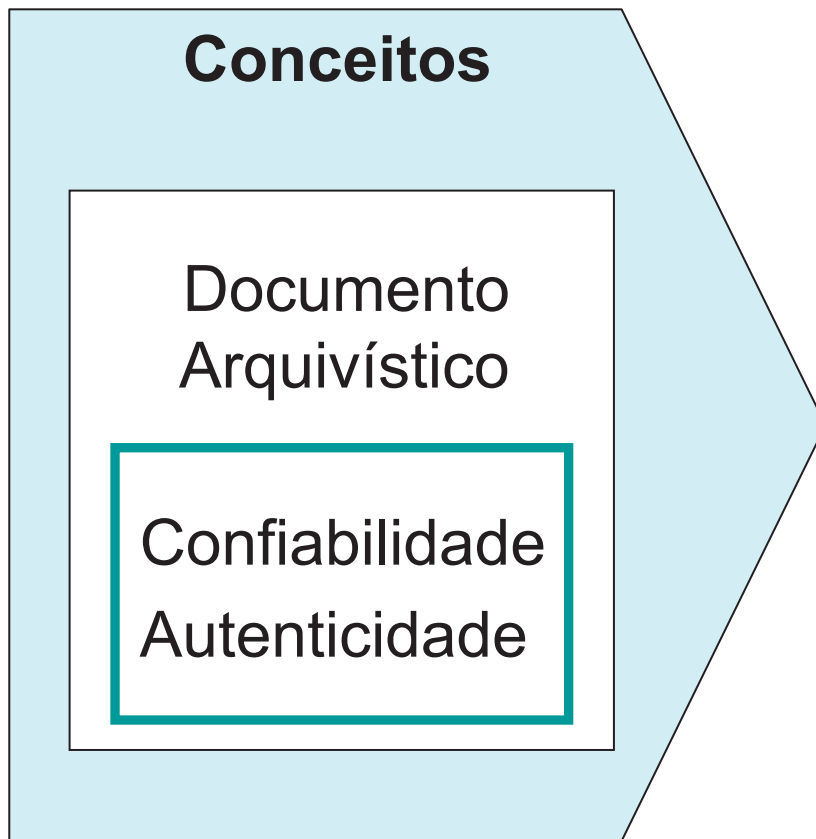 Conceitos
Documento
Arquivístico
Confiabilidade
Autenticidade